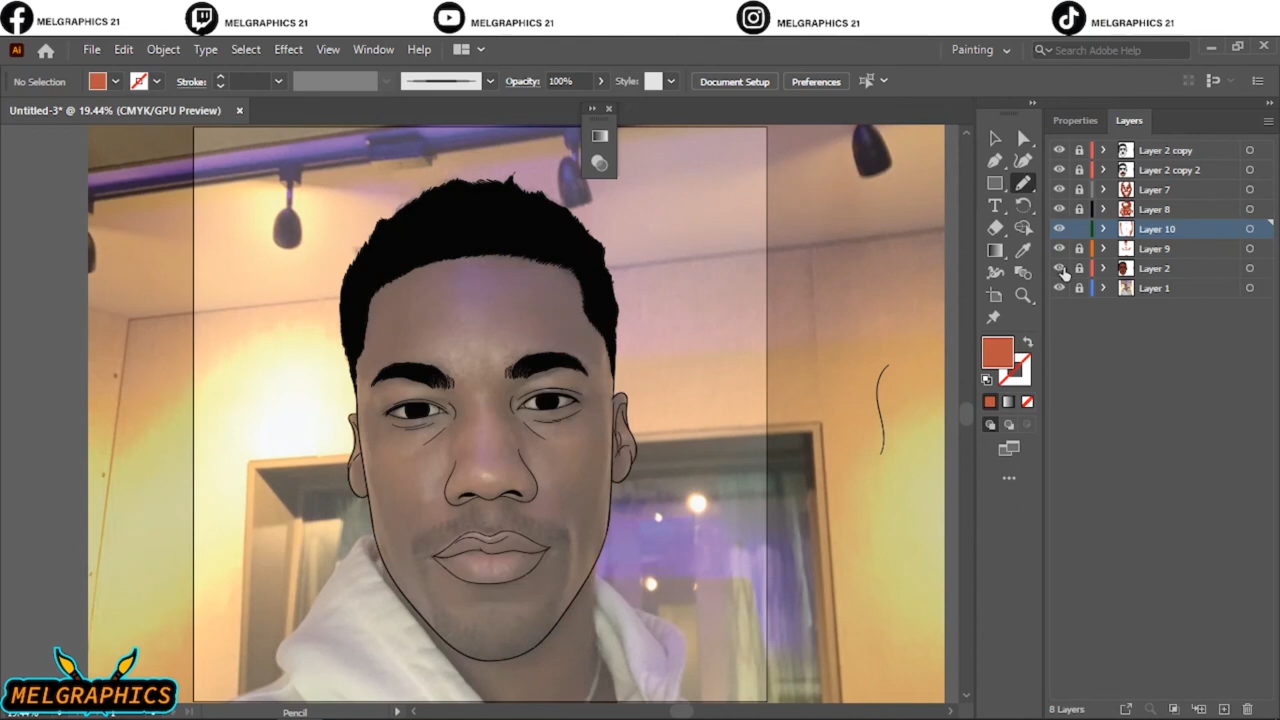 MELGRAPHICS 21 MELGRAPHICS 21 MELGRAPHICS 21 MELGRAPHICS 21 MELGRAPHICS 21
Ai File Edit Object Type Select Effect View Window Help Painting Search Adobe Help
No Selection Stroke: Opacity: 100% Style: Document Setup Preferences
Untitled-3* @ 19.44% (CMYK/GPU Preview)
Properties Layers
Layer 2 copy
Layer 2 copy 2
Layer 7
Layer 8
Layer 10
Layer 9
Layer 2
Layer 1
MELGRAPHICS
Pencil
8 Layers